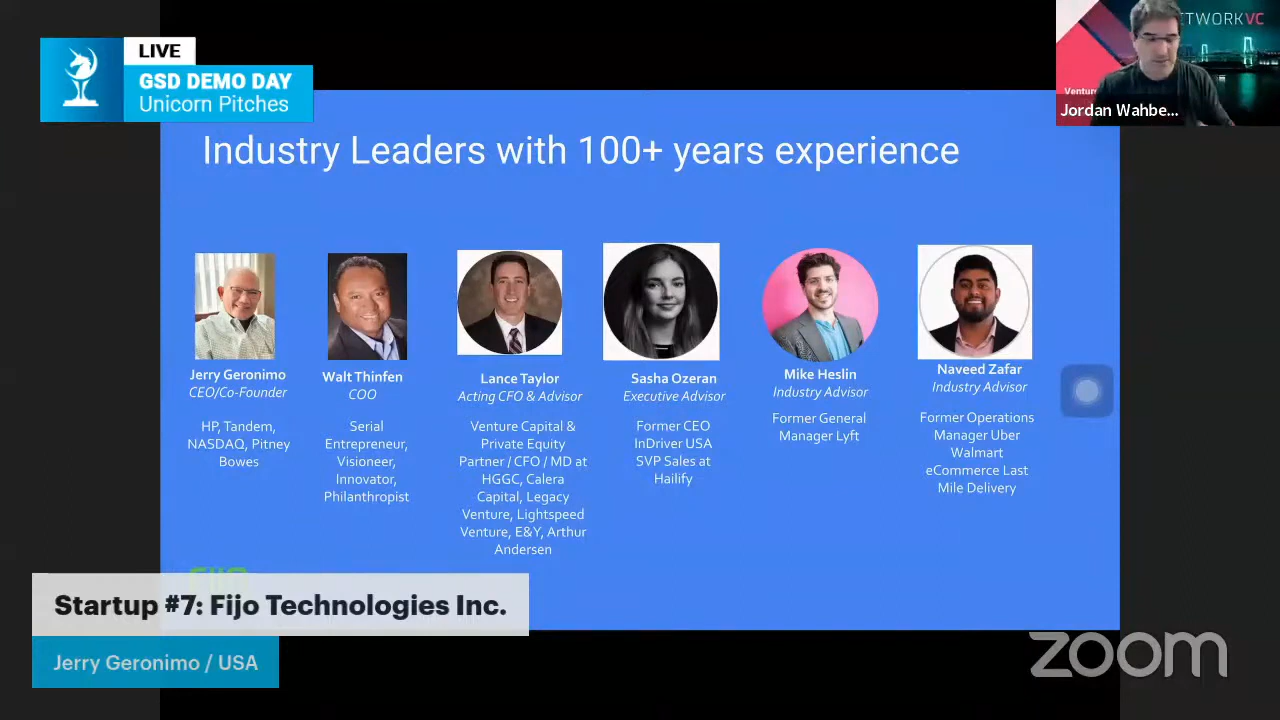 LIVE
GSD DEMO DAY
Unicorn Pitches
ETWORKVC
Ventur
Jordan Wahbe...
Industry Leaders with 100+ years experience
Jerry Geronimo
CEO/Co-Founder
HP, Tandem,
NASDAQ, Pitney
Bowes
Walt Thinfen
COO
Serial
Entrepreneur,
Visioneer,
Innovator,
Philanthropist
Lance Taylor
Acting CFO & Advisor
Venture Capital &
Private Equity
Partner / CFO / MD at
HGGC, Calera
Capital, Legacy
Venture, Lightspeed
Venture, E&Y, Arthur
Andersen
Sasha Ozeran
Executive Advisor
Former CEO
InDriver USA
SVP Sales at
Hailify
Mike Heslin
Industry Advisor
Former General
Manager Lyft
Naveed Zafar
Industry Advisor
Former Operations
Manager Uber
Walmart
eCommerce Last
Mile Delivery
Startup #7: Fijo Technologies Inc.
Jerry Geronimo / USA
zoom